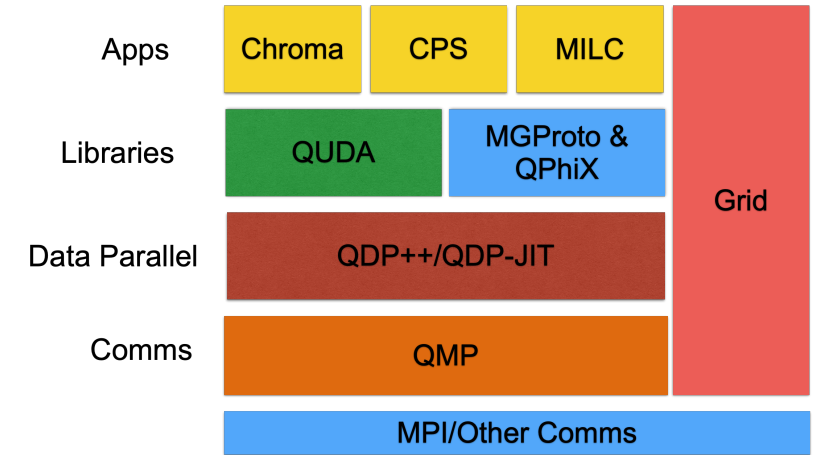 Apps
Chroma
CPS
MILC
Libraries
QUDA
MGProto &
QPhiX
Grid
Data Parallel
QDP++/QDP-JIT
Comms
QMP
MPI/Other Comms